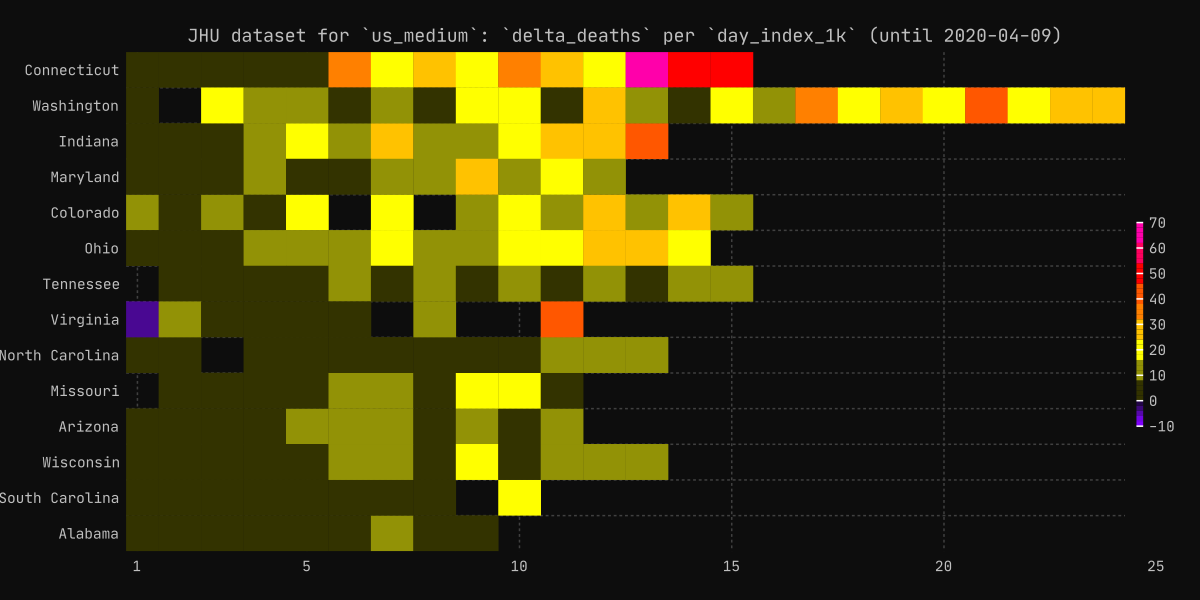 JHU dataset for `us_medium`: `delta_deaths` per `day_index_1k` (until 2020-04-09)
Connecticut
Washington
Indiana
Maryland
Colorado
Ohio
Tennessee
Virginia
North Carolina
Missouri
Arizona
Wisconsin
South Carolina
Alabama
1 5 10 15 20 25
70
60
50
40
30
20
10
0
-10